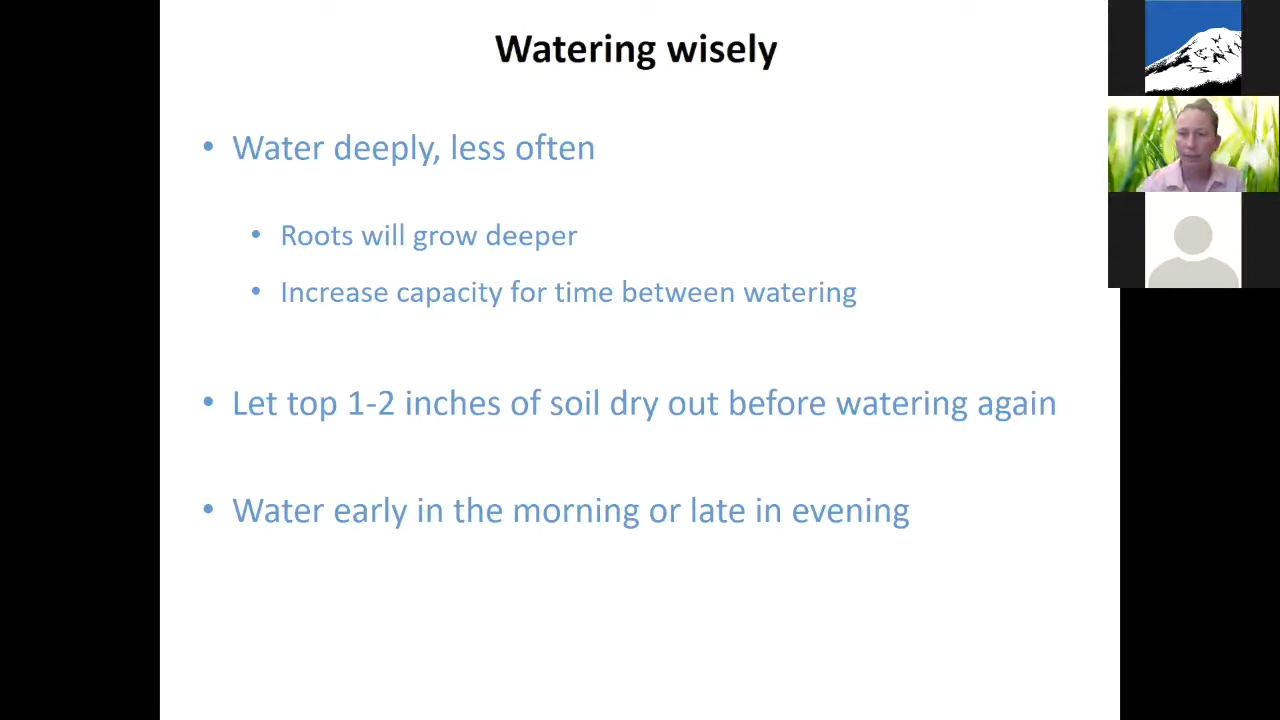 Watering wisely
• Water deeply, less often
• Roots will grow deeper
• Increase capacity for time between watering
• Let top 1-2 inches of soil dry out before watering again
• Water early in the morning or late in evening